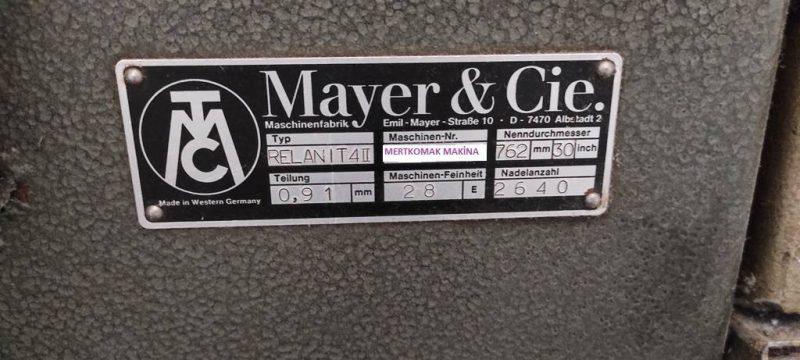 TMC
Mayer & Cie.
Maschinenfabrik Emil-Mayer-Straße 10 · D-7470 Albstadt 2
Typ Maschinen-Nr. Nenndurchmesser
RELANIT4II MERTKOMAK MAKİNA 762 mm 30 inch
Teilung Maschinen-Feinheit Nadelanzahl
0,91 mm 28 E 2640
Made in Western Germany